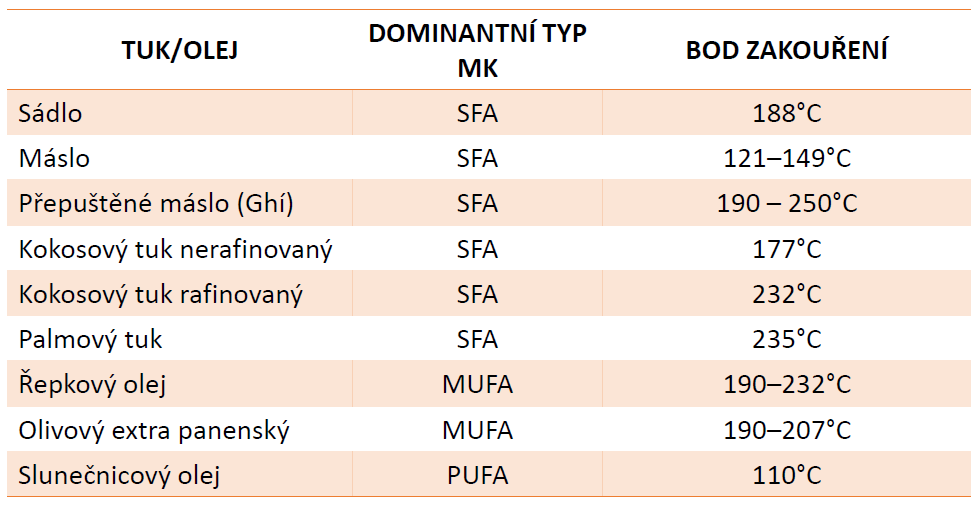 TUK/OLEJ DOMINANTNÍ TYP MK BOD ZAKOUŘENÍ
Sádlo SFA 188°C
Máslo SFA 121–149°C
Přepuštěné máslo (Ghí) SFA 190 – 250°C
Kokosový tuk nerafinovaný SFA 177°C
Kokosový tuk rafinovaný SFA 232°C
Palmový tuk SFA 235°C
Řepkový olej MUFA 190–232°C
Olivový extra panenský MUFA 190–207°C
Slunečnicový olej PUFA 110°C